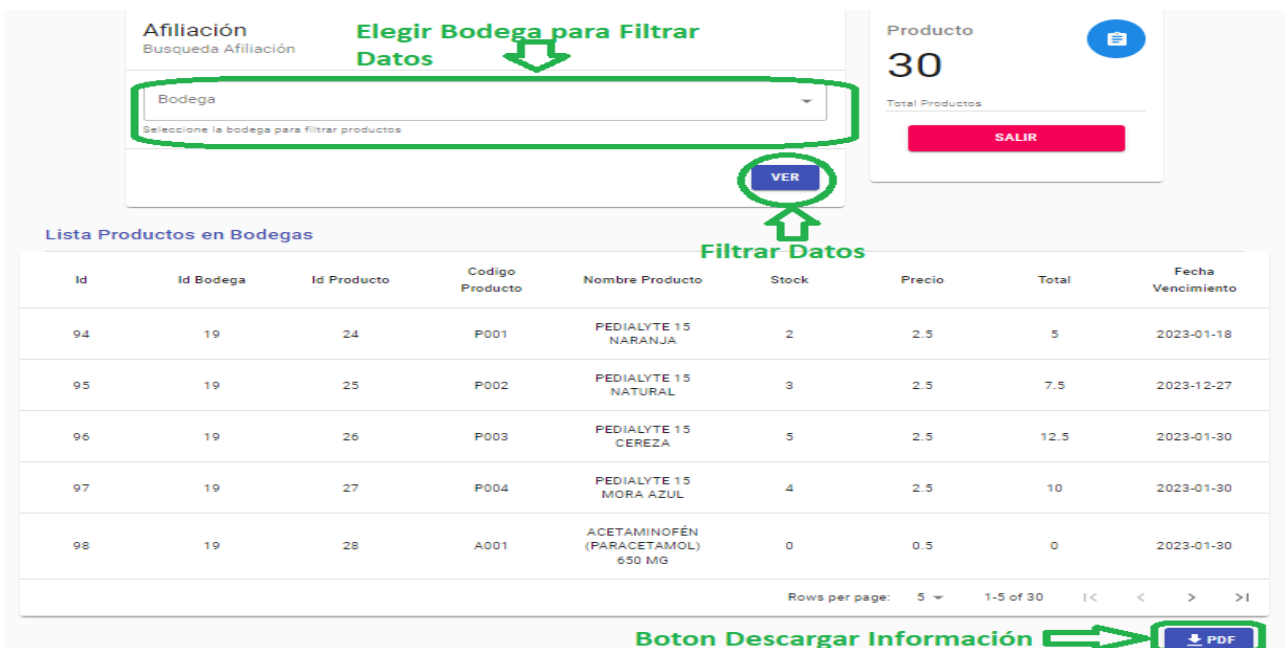 Afiliación
Busqueda Afiliación
Elegir Bodega para Filtrar
Datos
Bodega
Seleccione la bodega para filtrar productos
VER
Producto
30
Total Productos
SALIR
Filtrar Datos
Lista Productos en Bodegas
Id Id Bodega Id Producto Codigo Producto Nombre Producto Stock Precio Total Fecha Vencimiento
94 19 24 P001 PEDIALYTE 15 NARANJA 2 2.5 5 2023-01-18
95 19 25 P002 PEDIALYTE 15 NATURAL 3 2.5 7.5 2023-12-27
96 19 26 P003 PEDIALYTE 15 CEREZA 5 2.5 12.5 2023-01-30
97 19 27 P004 PEDIALYTE 15 MORA AZUL 4 2.5 10 2023-01-30
98 19 28 A001 ACETAMINOFÉN (PARACETAMOL) 650 MG 0 0.5 0 2023-01-30
Rows per page: 5 1-5 of 30
Boton Descargar Información
PDF